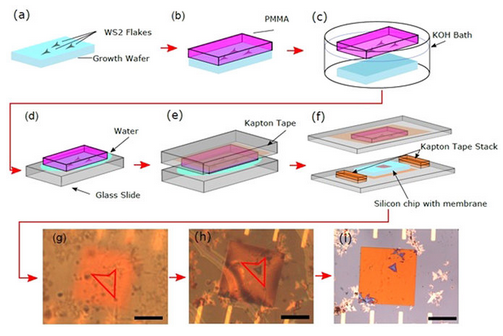 (a)
WS2 Flakes
Growth Wafer
(b)
PMMA
(c)
KOH Bath
(d)
Water
Glass Slide
(e)
Kapton Tape
(f)
Kapton Tape Stack
Silicon chip with membrane
(g)
(h)
(i)